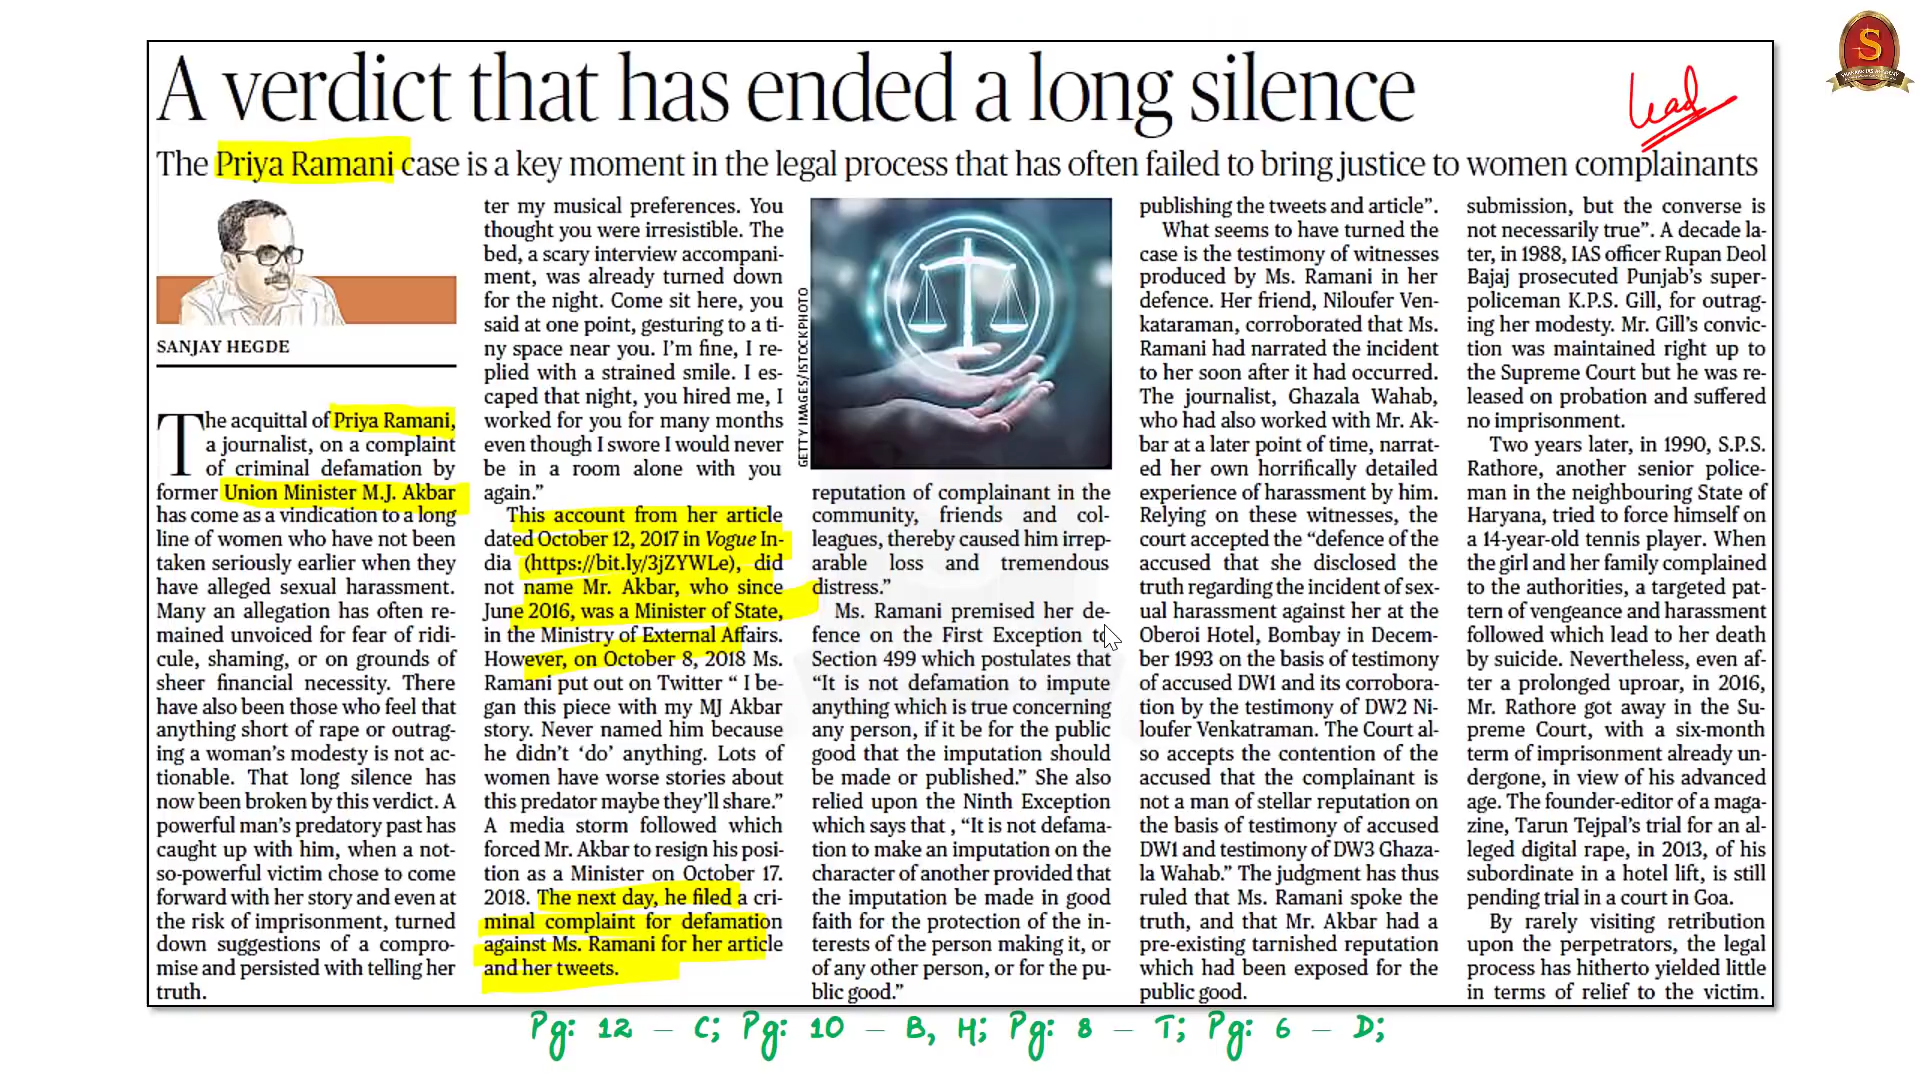 A verdict that has ended a long silence
Lead
The Priya Ramani case is a key moment in the legal process that has often failed to bring justice to women complainants
SANJAY HEGDE
The acquittal of Priya Ramani,
a journalist, on a complaint
of criminal defamation by
former Union Minister M.J. Akbar
has come as a vindication to a long
line of women who have not been
taken seriously earlier when they
have alleged sexual harassment.
Many an allegation has often re-
mained unvoiced for fear of ridi-
cule, shaming, or on grounds of
sheer financial necessity. There
have also been those who feel that
anything short of rape or outrag-
ing a woman's modesty is not ac-
tionable. That long silence has
now been broken by this verdict. A
powerful man's predatory past has
caught up with him, when a not-
so-powerful victim chose to come
forward with her story and even at
the risk of imprisonment, turned
down suggestions of a compro-
mise and persisted with telling her
truth.
ter my musical preferences. You
thought you were irresistible. The
bed, a scary interview accompani-
ment, was already turned down
for the night. Come sit here, you
said at one point, gesturing to a ti-
ny space near you. I'm fine, I re-
plied with a strained smile. I es-
caped that night, you hired me, I
worked for you for many months
even though I swore I would never
be in a room alone with you
again."
This account from her article
dated October 12, 2017 in Vogue In-
dia (https://bit.ly/3jZYWLe), did
not name Mr. Akbar, who since
June 2016, was a Minister of State,
in the Ministry of External Affairs.
However, on October 8, 2018 Ms.
Ramani put out on Twitter " I be-
gan this piece with my MJ Akbar
story. Never named him because
he didn't 'do' anything. Lots of
women have worse stories about
this predator maybe they'll share."
A media storm followed which
forced Mr. Akbar to resign his posi-
tion as a Minister on October 17.
2018. The next day, he filed a cri-
minal complaint for defamation
against Ms. Ramani for her article
and her tweets.
GETTY IMAGES/ISTOCKPHOTO
reputation of complainant in the
community, friends and col-
leagues, thereby caused him irrep-
arable loss and tremendous
distress."
Ms. Ramani premised her de-
fence on the First Exception to
Section 499 which postulates that
"It is not defamation to impute
anything which is true concerning
any person, if it be for the public
good that the imputation should
be made or published." She also
relied upon the Ninth Exception
which says that , "It is not defama-
tion to make an imputation on the
character of another provided that
the imputation be made in good
faith for the protection of the in-
terests of the person making it, or
of any other person, or for the pu-
blic good."
publishing the tweets and article".
What seems to have turned the
case is the testimony of witnesses
produced by Ms. Ramani in her
defence. Her friend, Niloufer Ven-
kataraman, corroborated that Ms.
Ramani had narrated the incident
to her soon after it had occurred.
The journalist, Ghazala Wahab,
who had also worked with Mr. Ak-
bar at a later point of time, narrat-
ed her own horrifically detailed
experience of harassment by him.
Relying on these witnesses, the
court accepted the "defence of the
accused that she disclosed the
truth regarding the incident of sex-
ual harassment against her at the
Oberoi Hotel, Bombay in Decem-
ber 1993 on the basis of testimony
of accused DW1 and its corrobora-
tion by the testimony of DW2 Ni-
loufer Venkatraman. The Court al-
so accepts the contention of the
accused that the complainant is
not a man of stellar reputation on
the basis of testimony of accused
DW1 and testimony of DW3 Ghaza-
la Wahab." The judgment has thus
ruled that Ms. Ramani spoke the
truth, and that Mr. Akbar had a
pre-existing tarnished reputation
which had been exposed for the
public good.
submission, but the converse is
not necessarily true". A decade la-
ter, in 1988, IAS officer Rupan Deol
Bajaj prosecuted Punjab's super-
policeman K.P.S. Gill, for outrag-
ing her modesty. Mr. Gill's convic-
tion was maintained right up to
the Supreme Court but he was re-
leased on probation and suffered
no imprisonment.
Two years later, in 1990, S.P.S.
Rathore, another senior police-
man in the neighbouring State of
Haryana, tried to force himself on
a 14-year-old tennis player. When
the girl and her family complained
to the authorities, a targeted pat-
tern of vengeance and harassment
followed which lead to her death
by suicide. Nevertheless, even af-
ter a prolonged uproar, in 2016,
Mr. Rathore got away in the Su-
preme Court, with a six-month
term of imprisonment already un-
dergone, in view of his advanced
age. The founder-editor of a maga-
zine, Tarun Tejpal's trial for an al-
leged digital rape, in 2013, of his
subordinate in a hotel lift, is still
pending trial in a court in Goa.
By rarely visiting retribution
upon the perpetrators, the legal
process has hitherto yielded little
in terms of relief to the victim.
Pg: 12 – C; Pg: 10 – B, H; Pg: 8 – T; Pg: 6 – D;
S